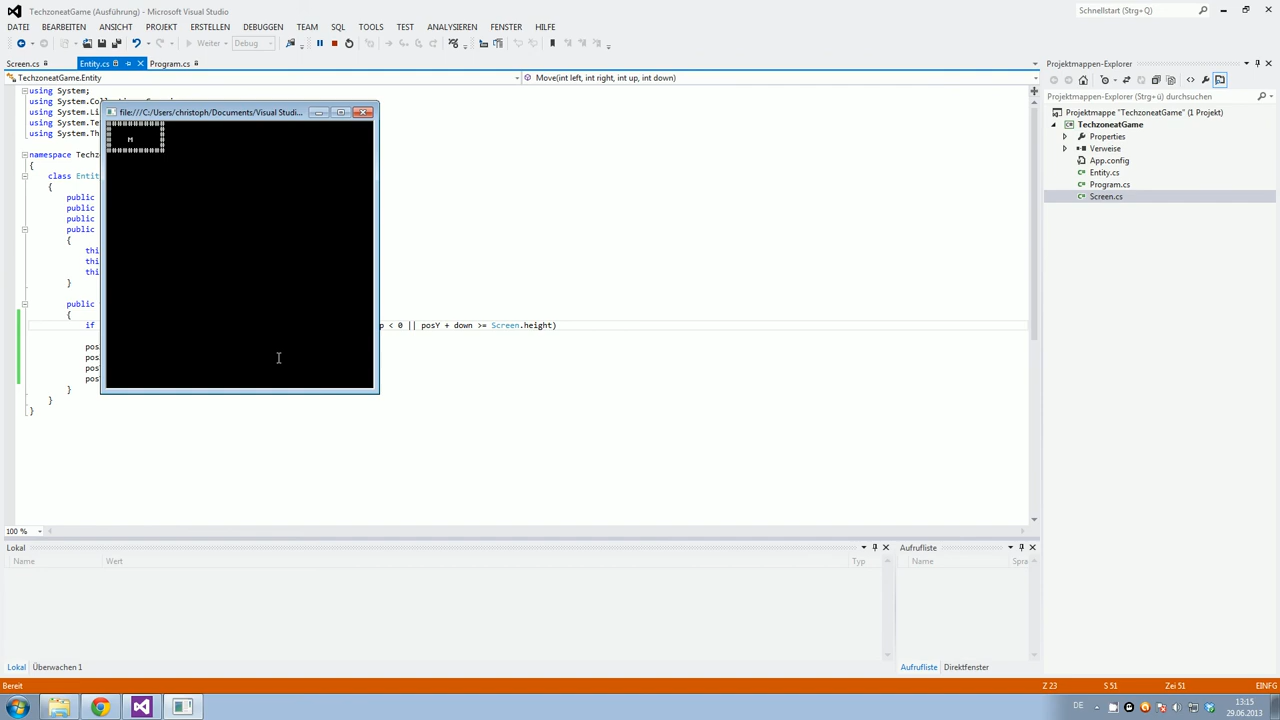 TechzoneatGame (Ausführung) - Microsoft Visual Studio
Schnellstart (Strg+Q)
DATEI BEARBEITEN ANSICHT PROJEKT ERSTELLEN DEBUGGEN TEAM SQL TOOLS TEST ANALYSIEREN FENSTER HILFE
Weiter Debug
Screen.cs Entity.cs Program.cs
TechzoneatGame.Entity Move(int left, int right, int up, int down)
using System;
using System.Col
using System.Li
using System.Te
using System.Th
namespace Techz
{
class Entit
{
public
public
public
public
{
thi
thi
thi
}
public
{
if p < 0 || posY + down >= Screen.height)
pos
pos
pos
pos
}
}
}
file:///C:/Users/christoph/Documents/Visual Studi...
M
100 %
Projektmappen-Explorer
Projektmappen-Explorer (Strg+ü) durchsuchen
Projektmappe "TechzoneatGame" (1 Projekt)
TechzoneatGame
Properties
Verweise
App.config
Entity.cs
Program.cs
Screen.cs
Lokal
Name Wert Typ
Aufrufliste
Name Spra
Lokal Überwachen 1
Aufrufliste Direktfenster
Bereit Z 23 S 51 Zei 51 EINFG
DE
13:15
29.06.2013